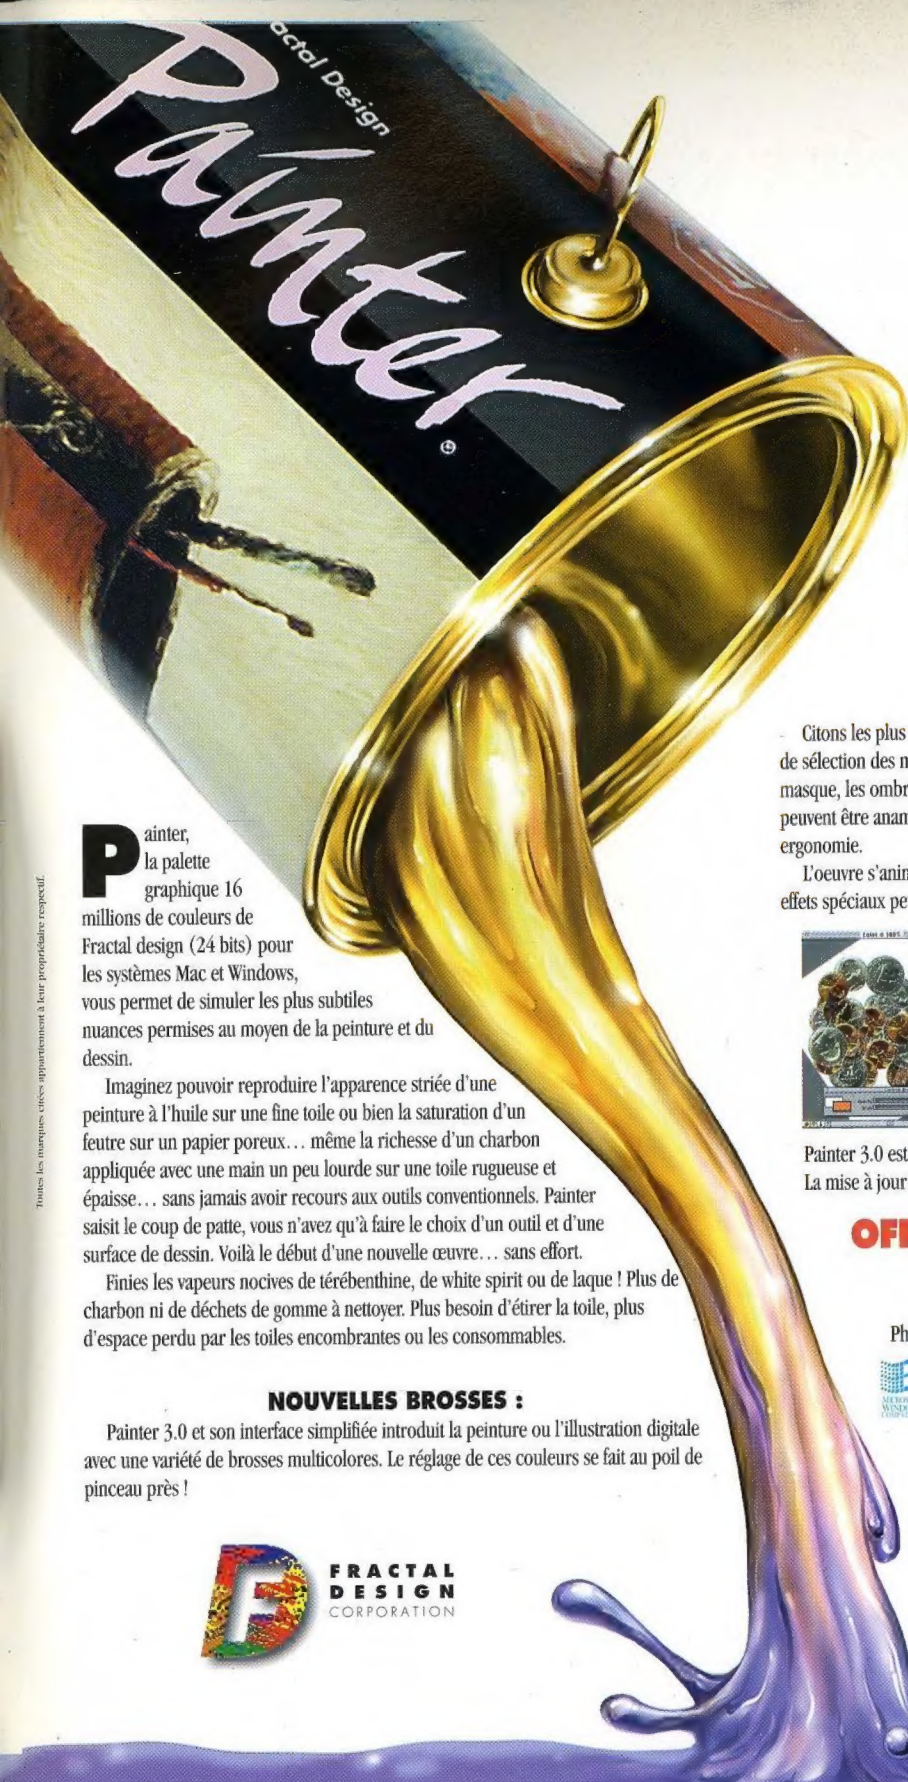 actal Design
Painter
®
Painter,
la palette
graphique 16
millions de couleurs de
Fractal design (24 bits) pour
les systèmes Mac et Windows,
vous permet de simuler les plus subtiles
nuances permises au moyen de la peinture et du
dessin.
Imaginez pouvoir reproduire l'apparence striée d'une
peinture à l'huile sur une fine toile ou bien la saturation d'un
feutre sur un papier poreux... même la richesse d'un charbon
appliquée avec une main un peu lourde sur une toile rugueuse et
épaisse... sans jamais avoir recours aux outils conventionnels. Painter
saisit le coup de patte, vous n'avez qu'à faire le choix d'un outil et d'une
surface de dessin. Voilà le début d'une nouvelle œuvre... sans effort.
Finies les vapeurs nocives de térébenthine, de white spirit ou de laque ! Plus de
charbon ni de déchets de gomme à nettoyer. Plus besoin d'étirer la toile, plus
d'espace perdu par les toiles encombrantes ou les consommables.
NOUVELLES BROSSES :
Painter 3.0 et son interface simplifiée introduit la peinture ou l'illustration digitale
avec une variété de brosses multicolores. Le réglage de ces couleurs se fait au poil de
pinceau près !
FRACTAL
DESIGN
CORPORATION
Toutes les marques citées appartiennent à leur propriétaire respectif.
Citons les plus
de sélection des
masque, les ombr
peuvent être anam
ergonomie.
L'oeuvre s'anim
effets spéciaux pe
Painter 3.0 est
La mise à jour
OFF
Ph